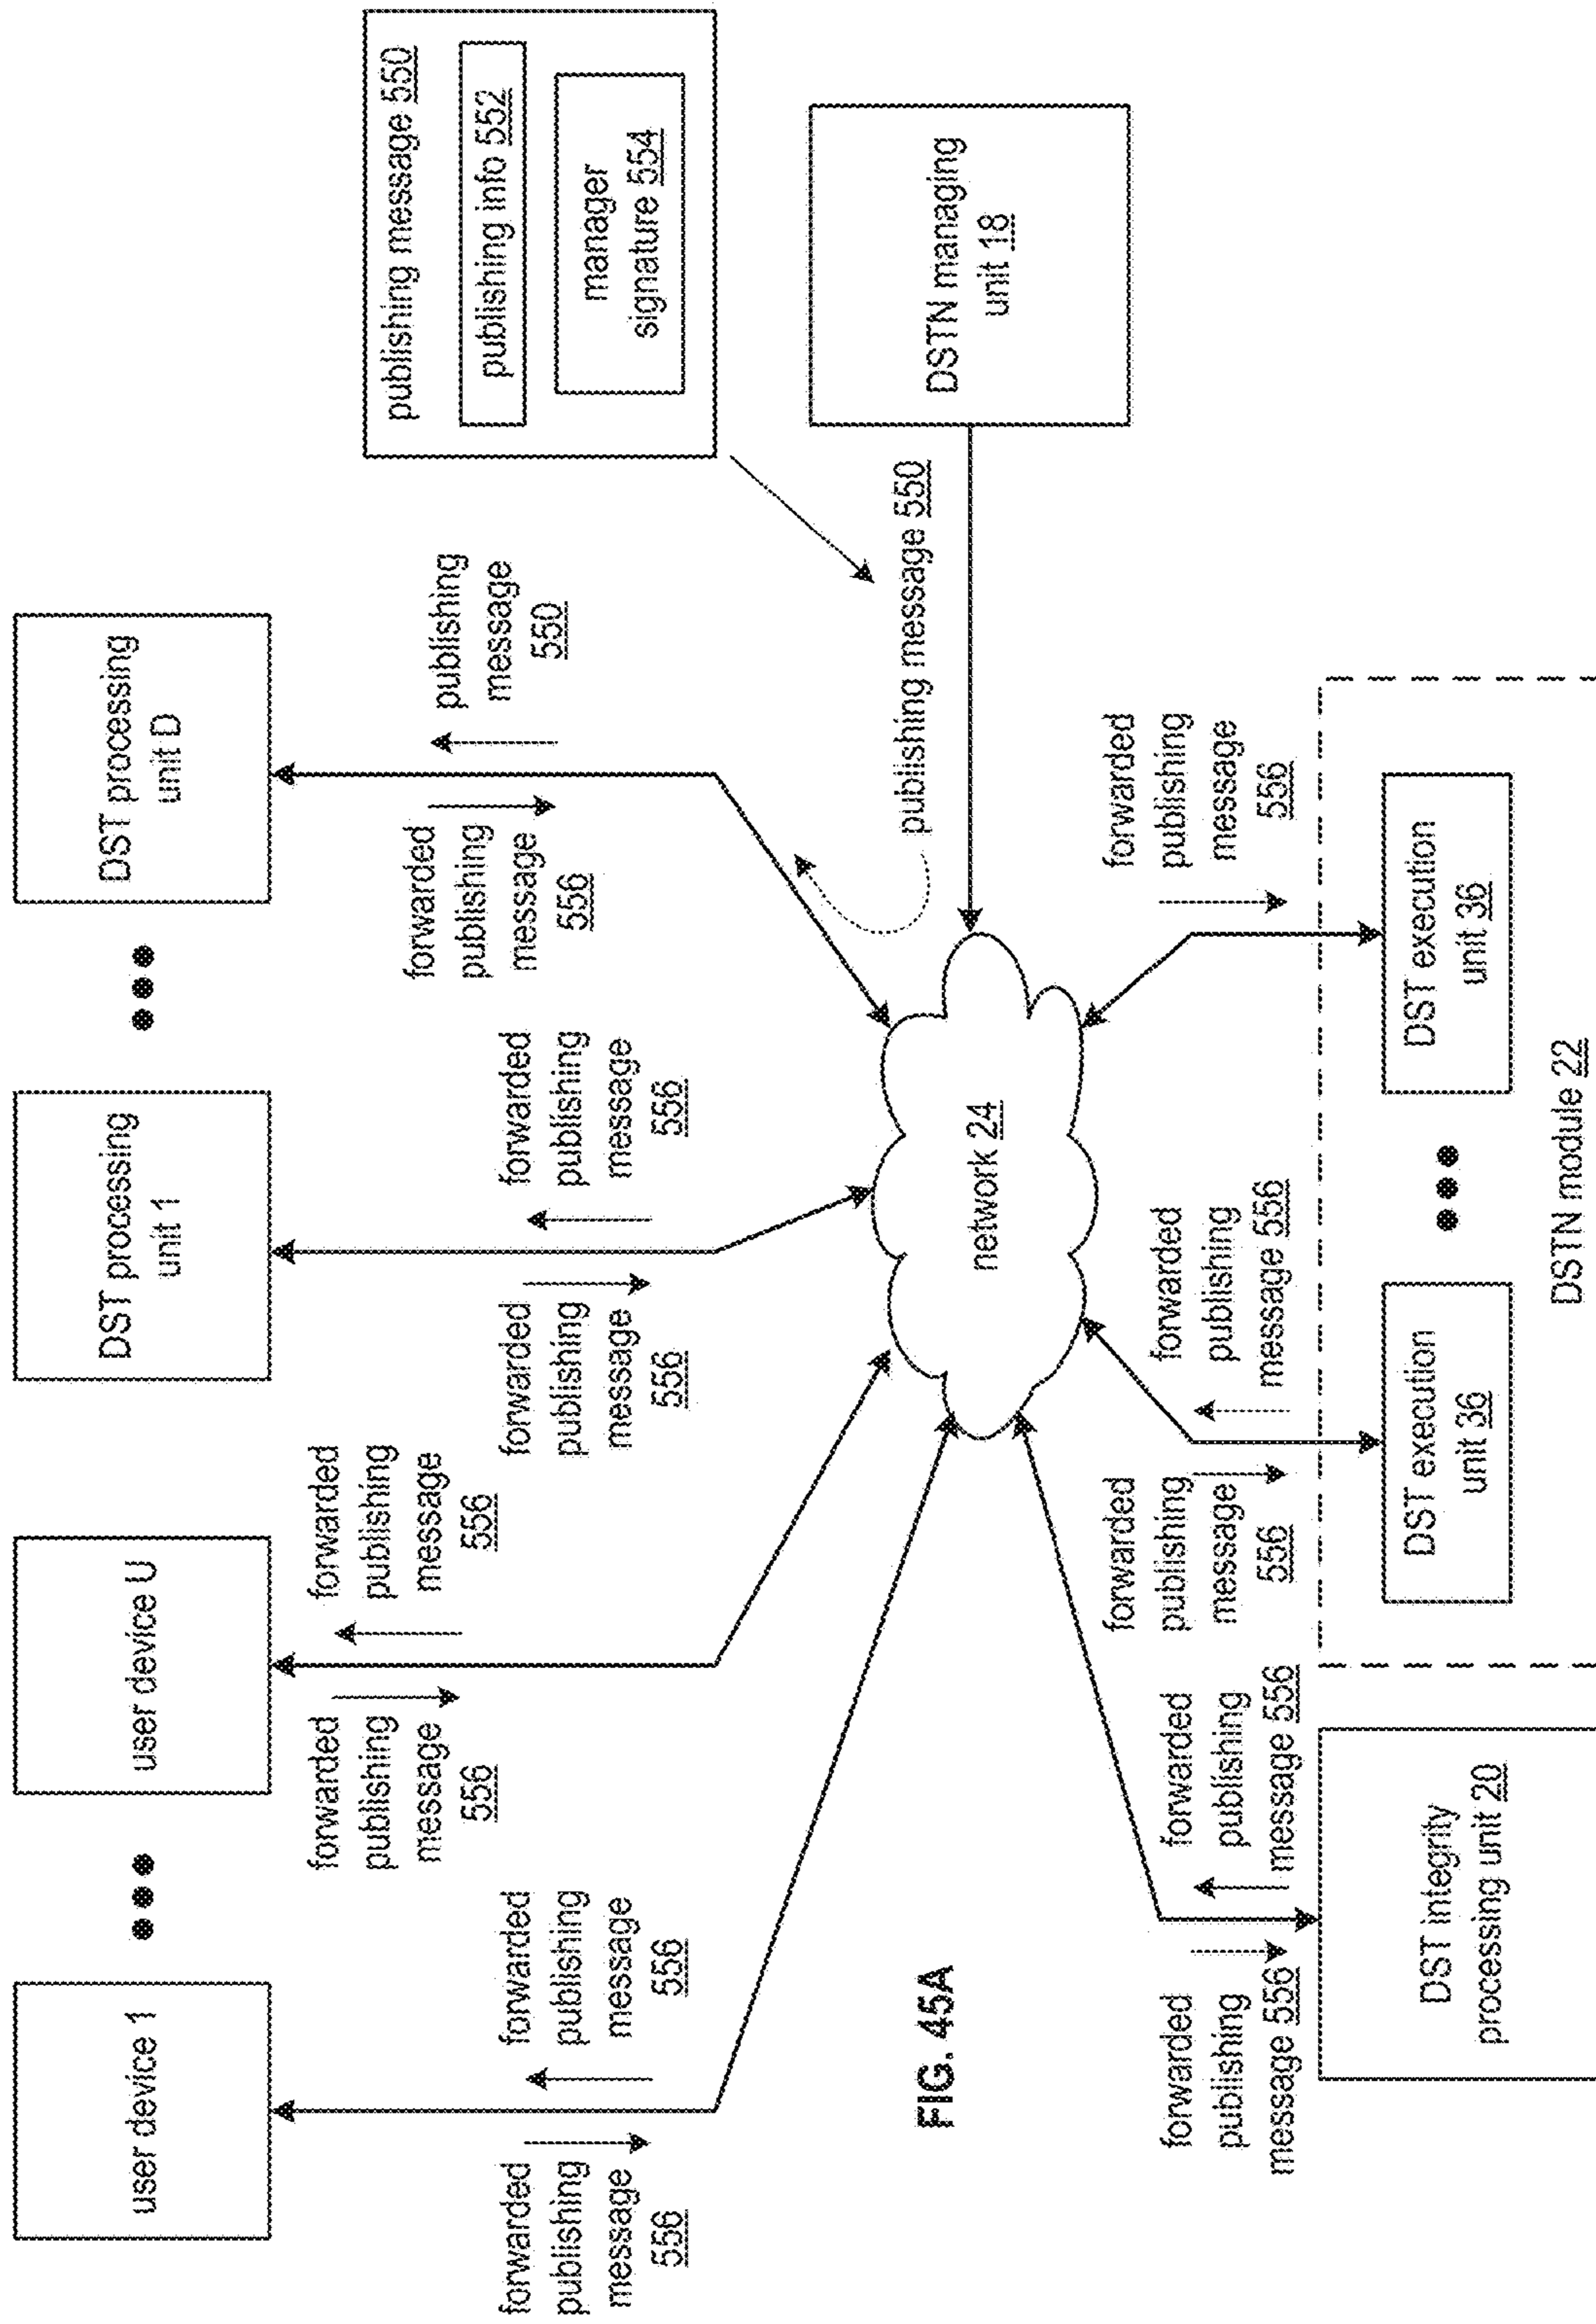 user device 1
user device U
DST processing
unit 1
DST processing
unit D
forwarded
publishing
message
556
forwarded
publishing
message
556
forwarded
publishing
message
556
forwarded
publishing
message
556
forwarded
publishing
message
556
forwarded
publishing
message
556
forwarded
publishing
message
556
publishing
message
550
publishing message 550
publishing info 552
manager
signature 554
publishing message 550
DSTN managing
unit 18
network 24
FIG. 45A
forwarded
publishing
message 556
forwarded
publishing
message 556
forwarded
publishing
message
556
forwarded
publishing
message 556
forwarded
publishing
message
556
DST integrity
processing unit 20
DST execution
unit 36
DST execution
unit 36
DSTN module 22